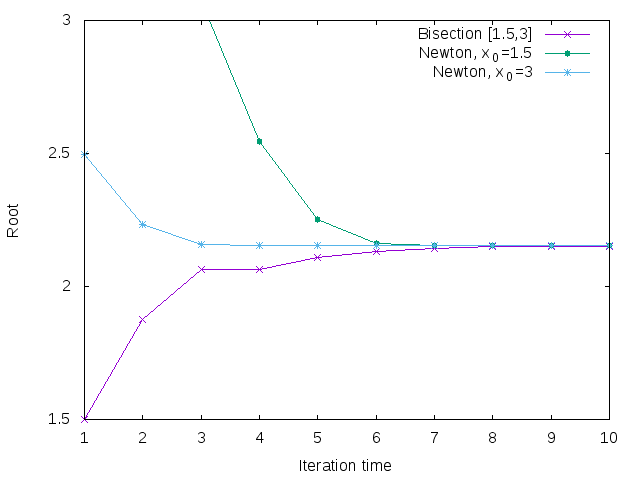 Bisection [1.5,3]
Newton, x0=1.5
Newton, x0=3
3
2.5
2
1.5
Root
1 2 3 4 5 6 7 8 9 10
Iteration time